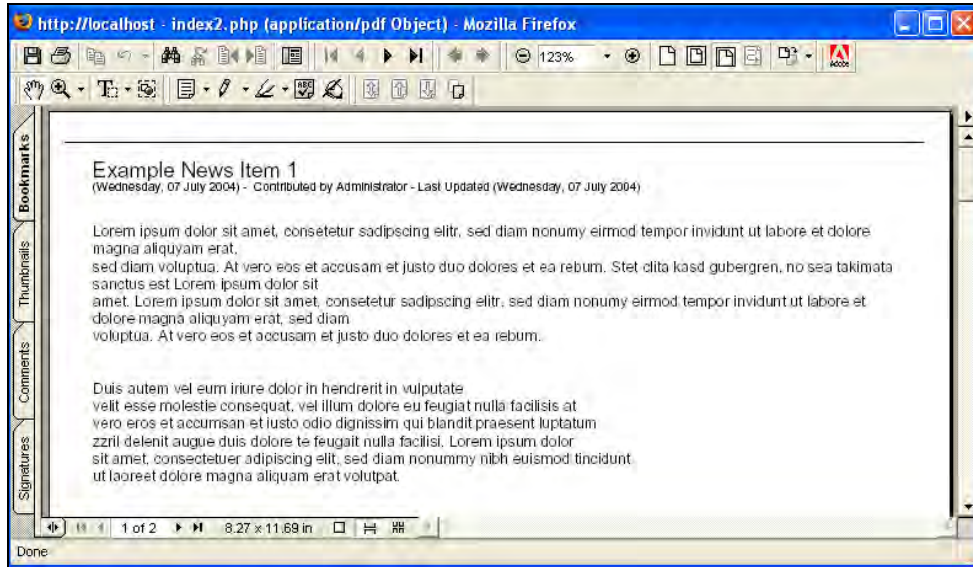 http://localhost - index2.php (application/pdf Object) - Mozilla Firefox
123%
Adobe
Bookmarks
Thumbnails
Comments
Signatures
Example News Item 1
(Wednesday, 07 July 2004) - Contributed by Administrator - Last Updated (Wednesday, 07 July 2004)
Lorem ipsum dolor sit amet, consetetur sadipscing elitr, sed diam nonumy eirmod tempor invidunt ut labore et dolore
magna aliquyam erat,
sed diam voluptua. At vero eos et accusam et justo duo dolores et ea rebum. Stet clita kasd gubergren, no sea takimata
sanctus est Lorem ipsum dolor sit
amet. Lorem ipsum dolor sit amet, consetetur sadipscing elitr, sed diam nonumy eirmod tempor invidunt ut labore et
dolore magna aliquyam erat, sed diam
voluptua. At vero eos et accusam et justo duo dolores et ea rebum.
Duis autem vel eum iriure dolor in hendrerit in vulputate
velit esse molestie consequat, vel illum dolore eu feugiat nulla facilisis at
vero eros et accumsan et iusto odio dignissim qui blandit praesent luptatum
zzril delenit augue duis dolore te feugait nulla facilisi. Lorem ipsum dolor
sit amet, consectetuer adipiscing elit, sed diam nonummy nibh euismod tincidunt
ut laoreet dolore magna aliquam erat volutpat.
1 of 2
8.27 x 11.69 in
Done